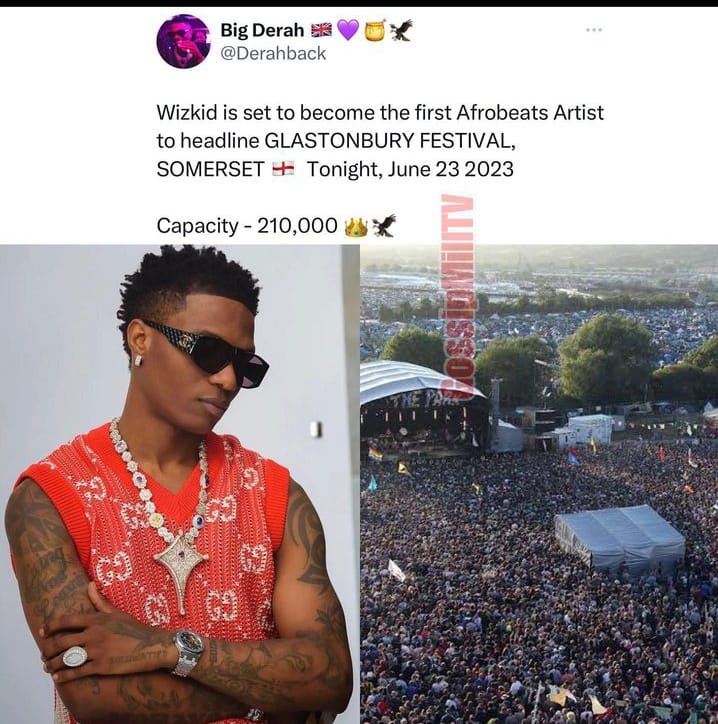 Big Derah 🇬🇧 💜 🍯 🦅
@Derahback
Wizkid is set to become the first Afrobeats Artist
to headline GLASTONBURY FESTIVAL,
SOMERSET 🏴󠁧󠁢󠁥󠁮󠁧󠁿 Tonight, June 23 2023
Capacity - 210,000 👑🦅
GossipMillTV
THE PARK